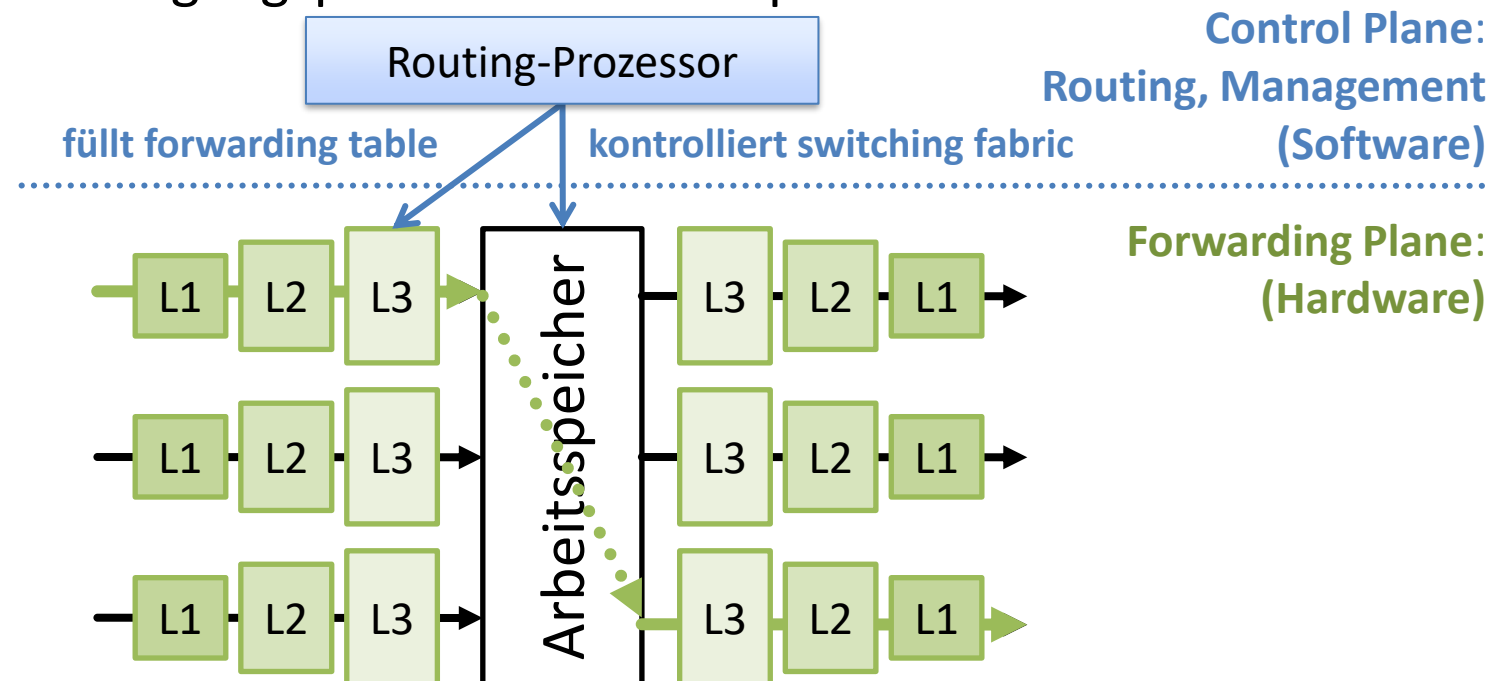 Routing-Prozessor
Control Plane:
Routing, Management
(Software)
füllt forwarding table
kontrolliert switching fabric
Forwarding Plane:
(Hardware)
L1 L2 L3
L3 L2 L1
Arbeitsspeicher
L1 L2 L3
L3 L2 L1
L1 L2 L3
L3 L2 L1